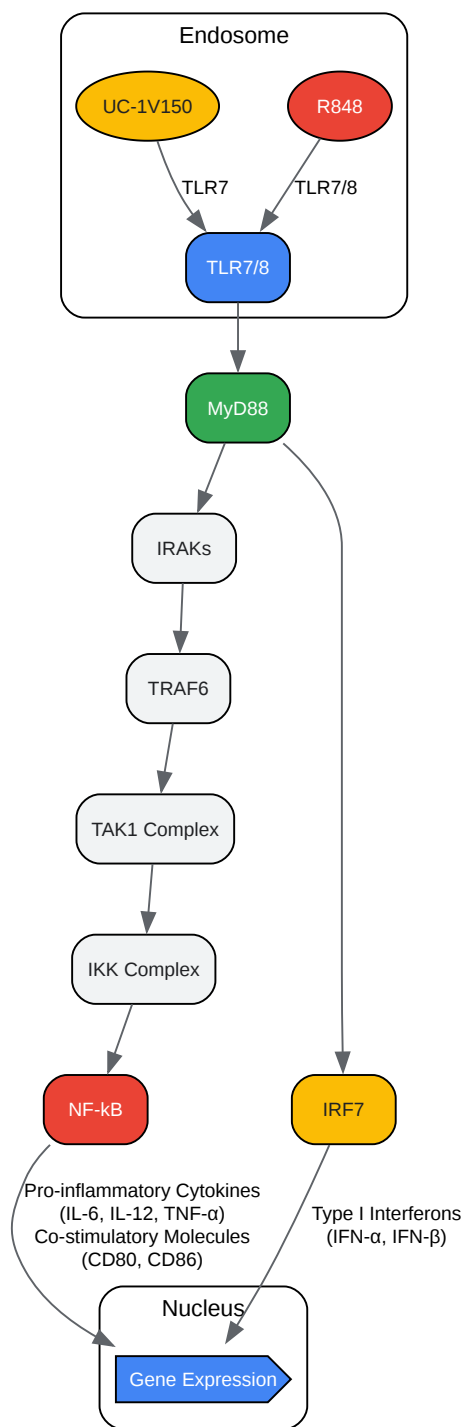 Endosome
UC-1V150
R848
TLR7
TLR7/8
TLR7/8
MyD88
IRAKs
TRAF6
TAK1 Complex
IKK Complex
NF-kB
IRF7
Pro-inflammatory Cytokines
(IL-6, IL-12, TNF-α)
Co-stimulatory Molecules
(CD80, CD86)
Type I Interferons
(IFN-α, IFN-β)
Nucleus
Gene Expression